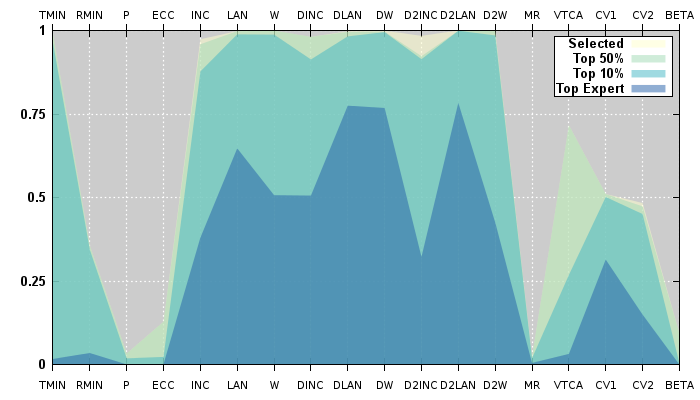 TMIN RMIN P ECC INC LAN W DINC DLAN DW D2INC D2LAN D2W MR VTCA CV1 CV2 BETA
1
Selected
Top 50%
Top 10%
Top Expert
0.75
0.5
0.25
0
TMIN RMIN P ECC INC LAN W DINC DLAN DW D2INC D2LAN D2W MR VTCA CV1 CV2 BETA